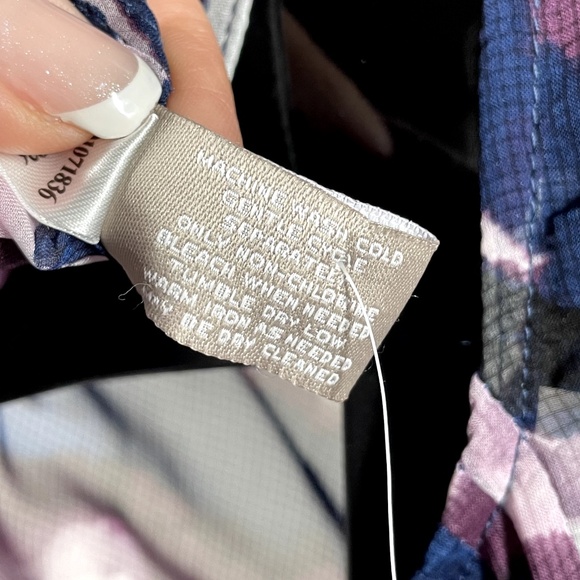 1071836
MACHINE WASH COLD
GENTLE CYCLE
ONLY NON-CHLORINE
BLEACH WHEN NEEDED
TUMBLE DRY LOW
WARM IRON AS NEEDED
BE DRY CLEANED